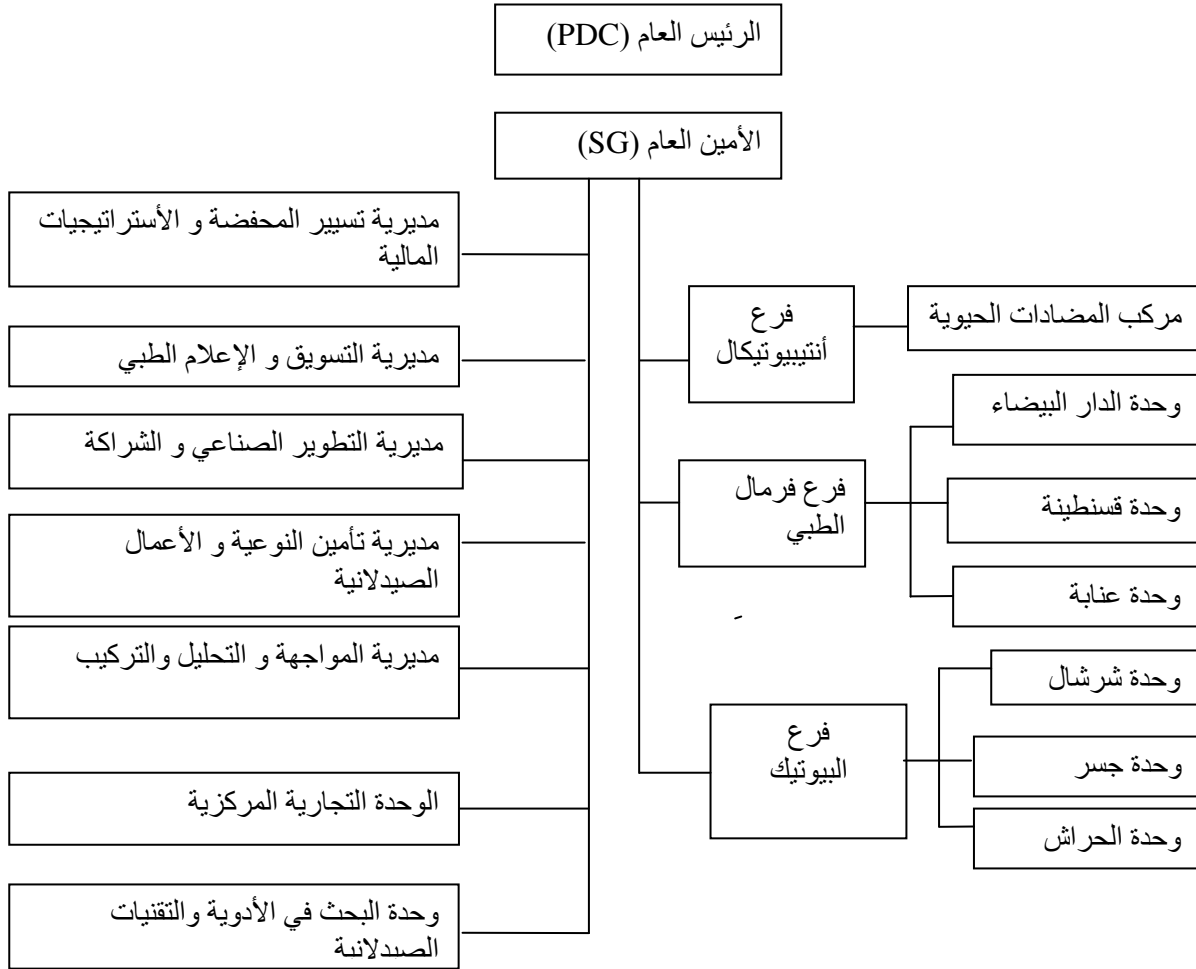 الرئيس العام (PDC)
الأمين العام (SG)
مديرية تسيير المحفضة و الأستراتيجيات
المالية
مديرية التسويق و الإعلام الطبي
مديرية التطوير الصناعي و الشراكة
مديرية تأمين النوعية و الأعمال
الصيدلانية
مديرية المواجهة و التحليل والتركيب
الوحدة التجارية المركزية
وحدة البحث في الأدوية والتقنيات
الصيدلانية
فرع
أنتيبيوتيكال
مركب المضادات الحيوية
فرع فرمال
الطبي
وحدة الدار البيضاء
وحدة قسنطينة
وحدة عنابة
فرع
البيوتيك
وحدة شرشال
وحدة جسر
وحدة الحراش